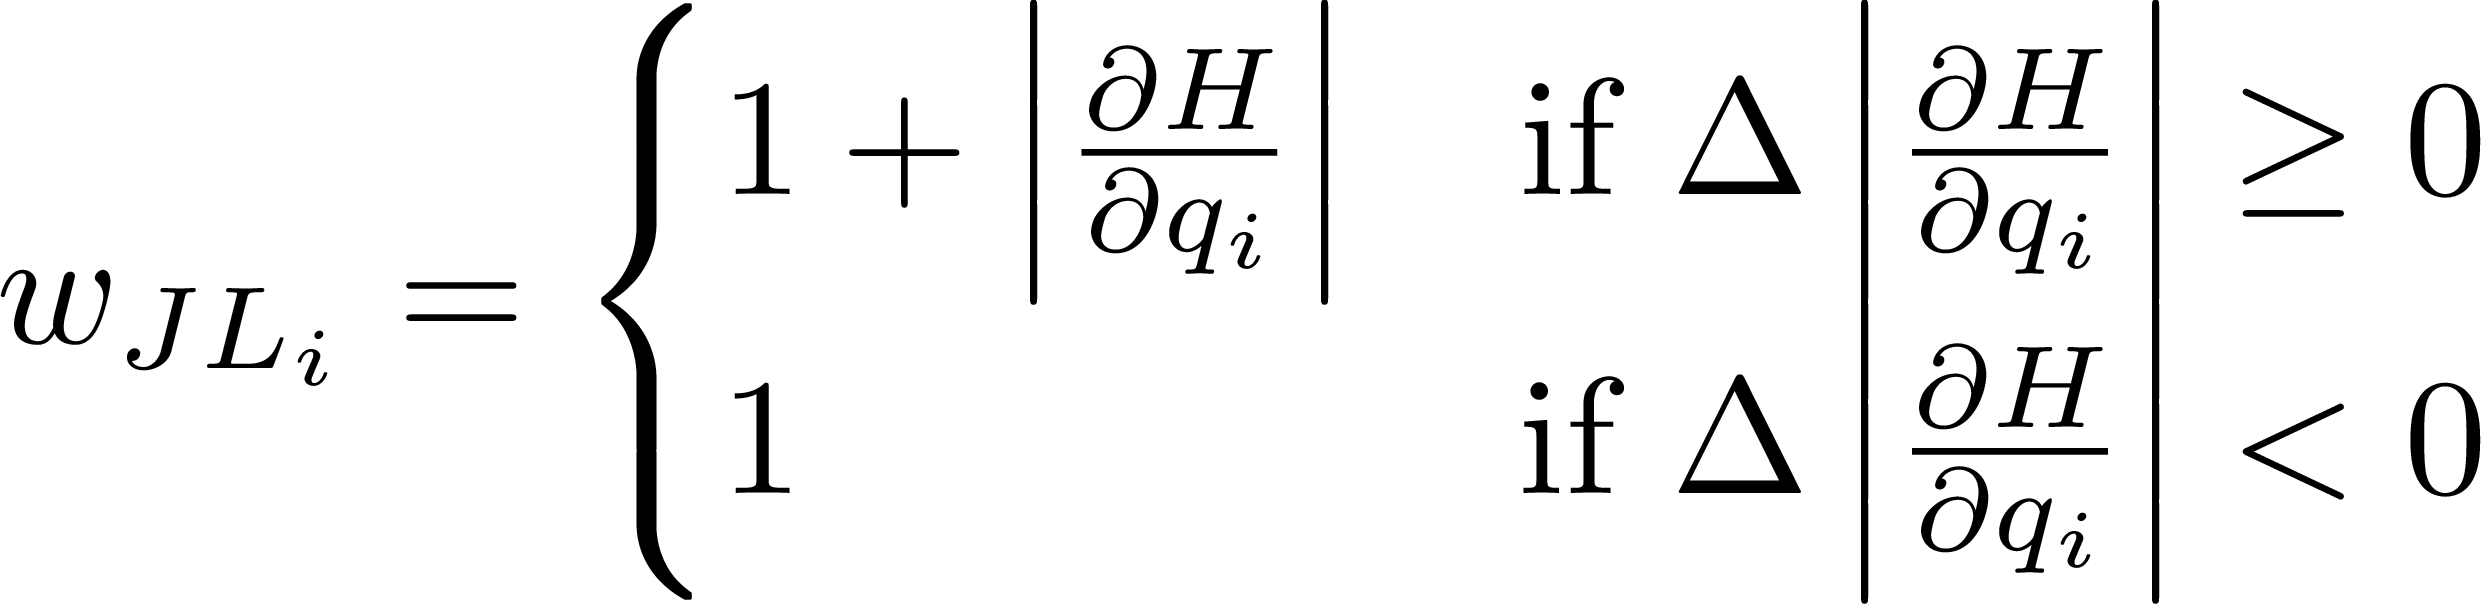 $w_{JL_i} = \begin{cases} 1 + \left| \frac{\partial H}{\partial q_i} \right| & \text{if } \Delta \left| \frac{\partial H}{\partial q_i} \right| \geq 0 \\ 1 & \text{if } \Delta \left| \frac{\partial H}{\partial q_i} \right| < 0 \end{cases}$